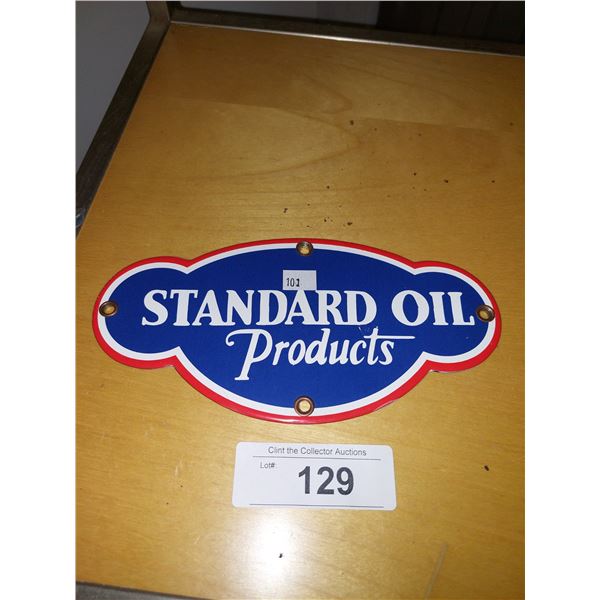 101
STANDARD OIL
Products
Clint the Collector Auctions
Lot#:
129